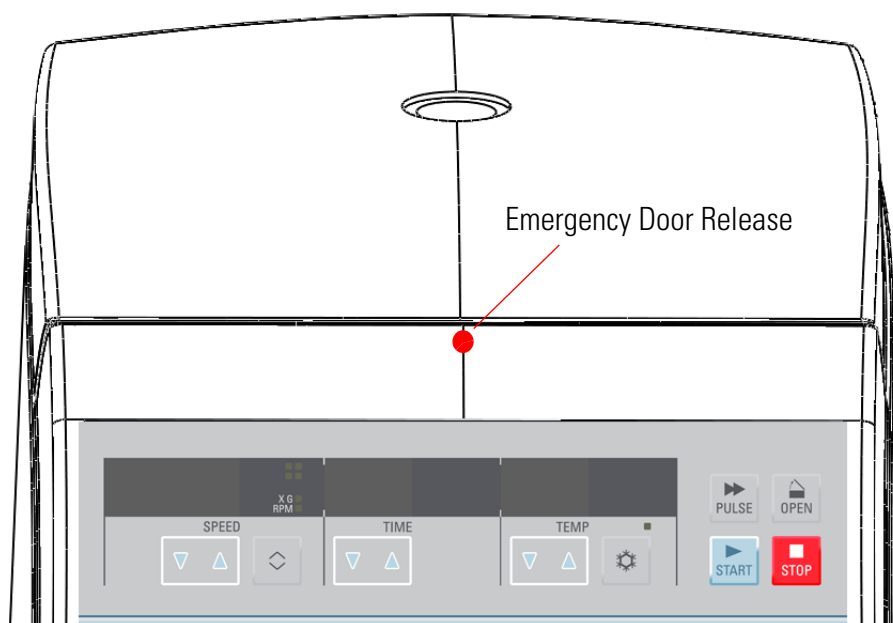 Emergency Door Release
X G
RPM
SPEED
TIME
TEMP
PULSE
OPEN
START
STOP